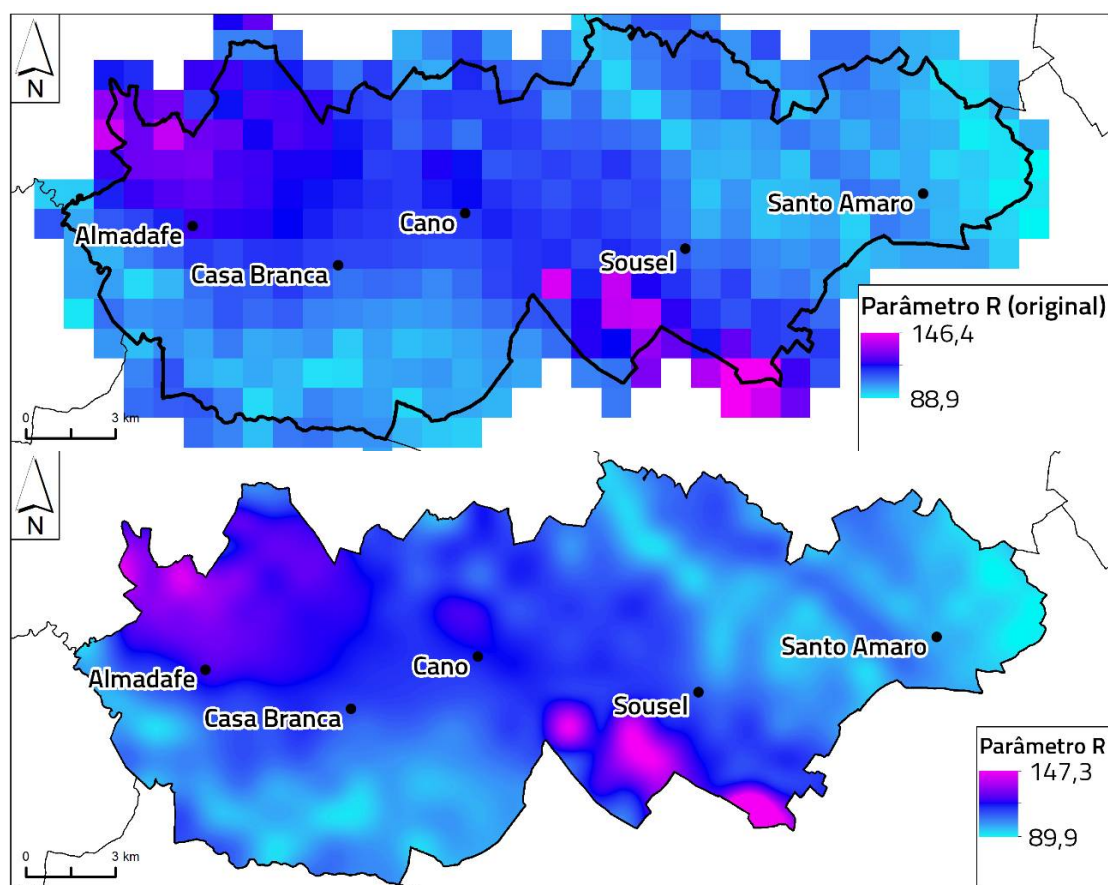 N
Santo Amaro
Cano
Almadafe
Sousel
Casa Branca
Parâmetro R (original)
146,4
88,9
0 3 km
N
Santo Amaro
Cano
Almadafe
Sousel
Casa Branca
Parâmetro R
147,3
89,9
0 3 km